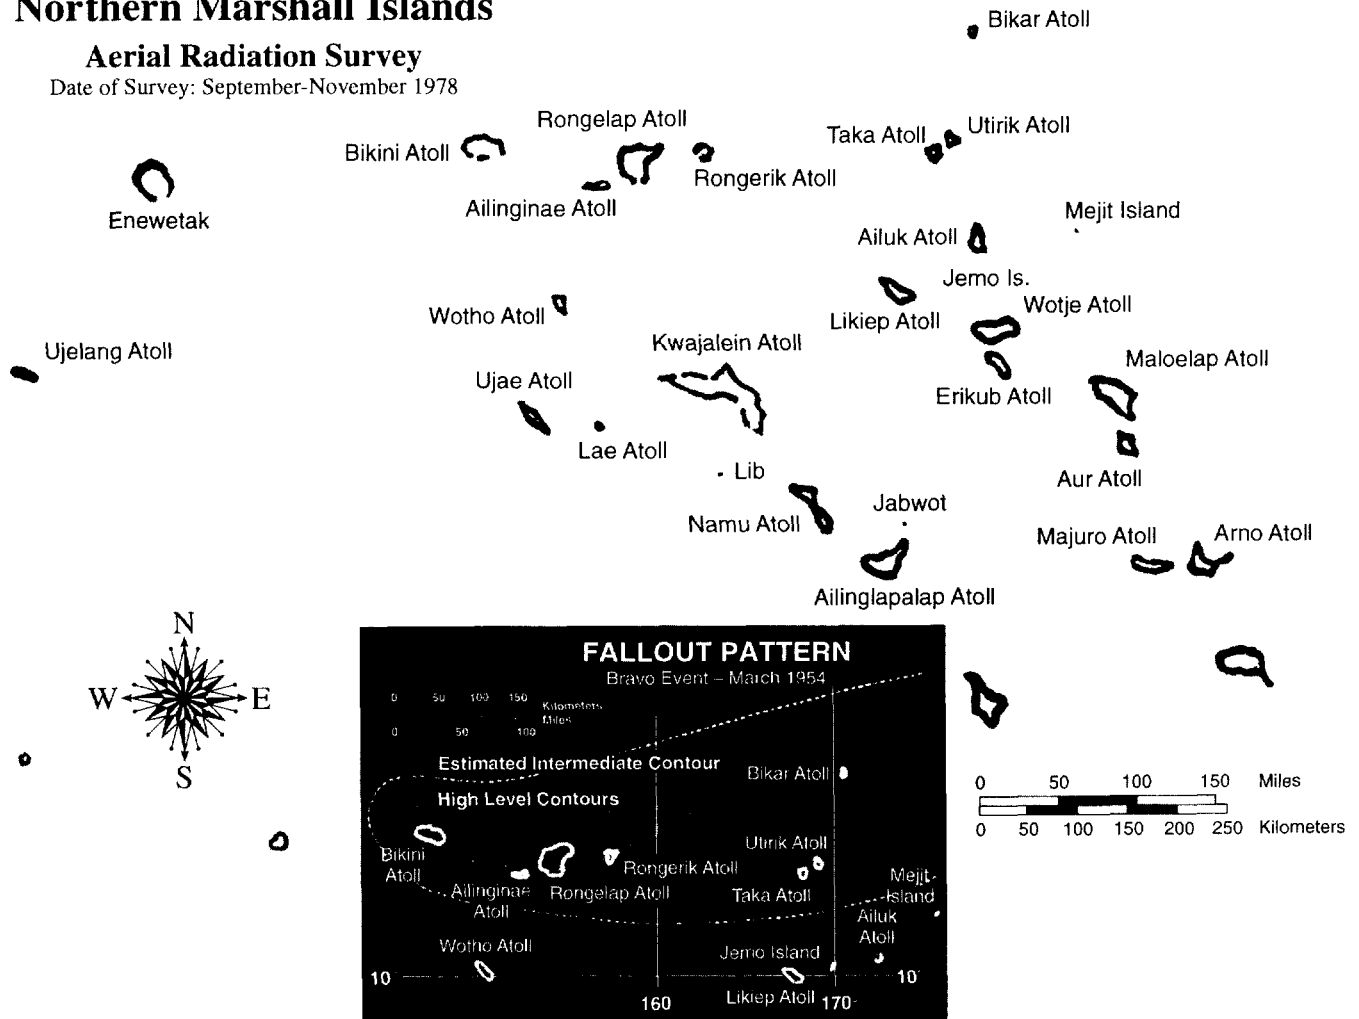 Northern Marshall Islands
Aerial Radiation Survey
Date of Survey: September-November 1978
Bikar Atoll
Rongelap Atoll
Taka Atoll
Utirik Atoll
Bikini Atoll
Rongerik Atoll
Ailinginae Atoll
Enewetak
Mejit Island
Ailuk Atoll
Jemo Is.
Wotho Atoll
Likiep Atoll
Wotje Atoll
Ujelang Atoll
Kwajalein Atoll
Maloelap Atoll
Ujae Atoll
Erikub Atoll
Lae Atoll
Lib
Aur Atoll
Namu Atoll
Jabwot
Majuro Atoll
Arno Atoll
Ailinglapalap Atoll
N
W E
S
FALLOUT PATTERN
Bravo Event – March 1954
0 50 100 150 Kilometers
Miles
0 50 100
Estimated Intermediate Contour
Bikar Atoll
High Level Contours
Utirik Atoll
Bikini
Atoll
Rongerik Atoll
Ailinginae
Atoll
Rongelap Atoll
Taka Atoll
Mejit
Island
Ailuk
Atoll
Wotho Atoll
Jemo Island
10
10
Likiep Atoll
160
170
0 50 100 150 Miles
0 50 100 150 200 250 Kilometers